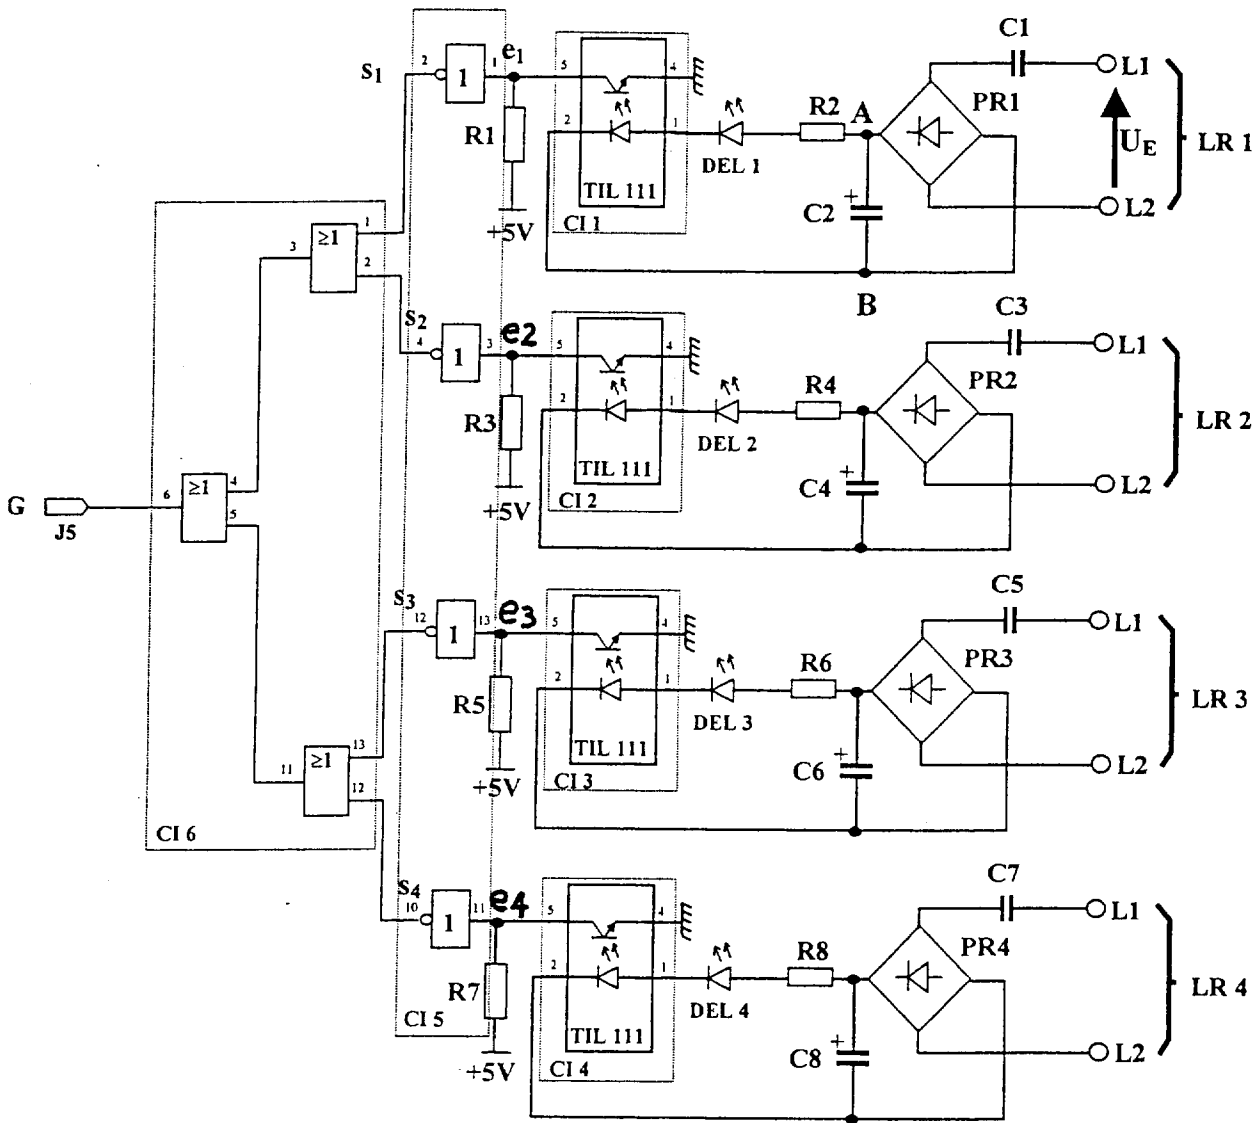 C1
L1
2
1
e1
5
4
S1
1
R2
A
PR1
R1
2
1
UE
LR 1
DEL 1
TIL 111
+
C2
L2
+5V
CI 1
≥1
1
3
2
B
C3
S2
4
1
3
e2
5
4
L1
PR2
R4
2
1
R3
LR 2
DEL 2
TIL 111
+
C4
L2
≥1
4
6
5
+5V
CI 2
G
J5
C5
S3
12
1
13
e3
5
4
L1
R6
PR3
2
1
R5
LR 3
DEL 3
TIL 111
+
C6
L2
≥1
13
11
12
+5V
CI 3
CI 6
C7
S4
10
1
11
e4
5
4
L1
R8
PR4
2
1
R7
LR 4
DEL 4
CI 5
TIL 111
+
C8
L2
+5V
CI 4